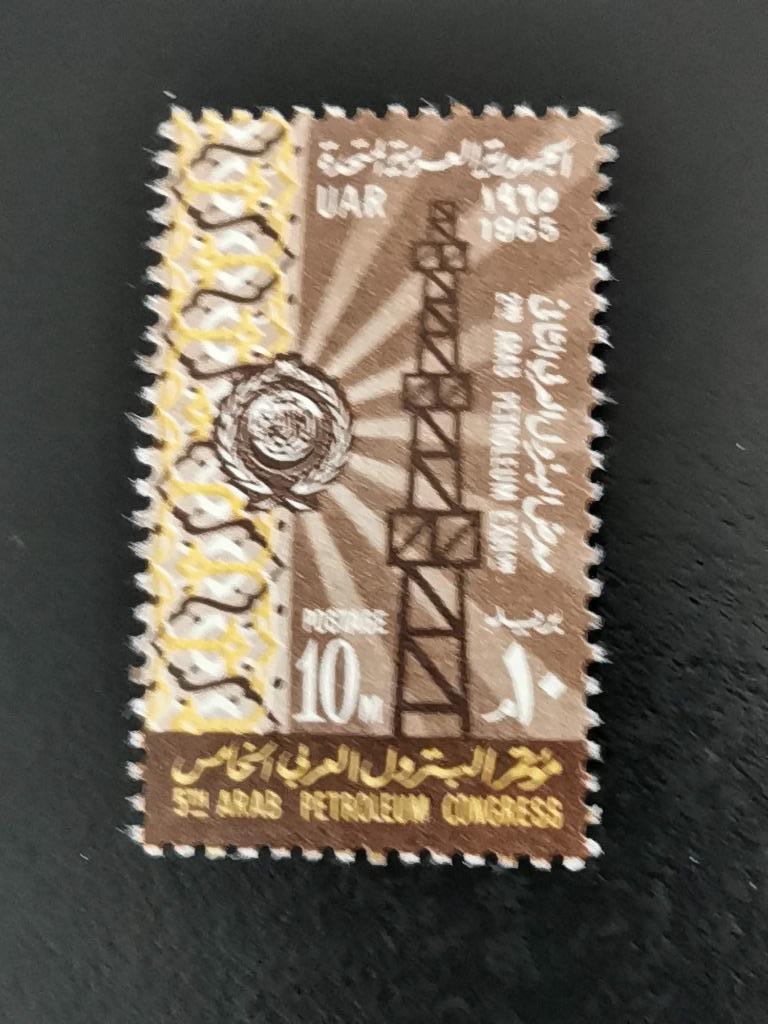 الجمهورية العربية المتحدة
UAR
١٩٦٥
1965
معرض البترول العربي الثاني
2ND ARAB PETROLEUM EXHIB.
POSTAGE
10M
بريد
١٠م
مؤتمر البترول العربي الخامس
5TH ARAB PETROLEUM CONGRESS